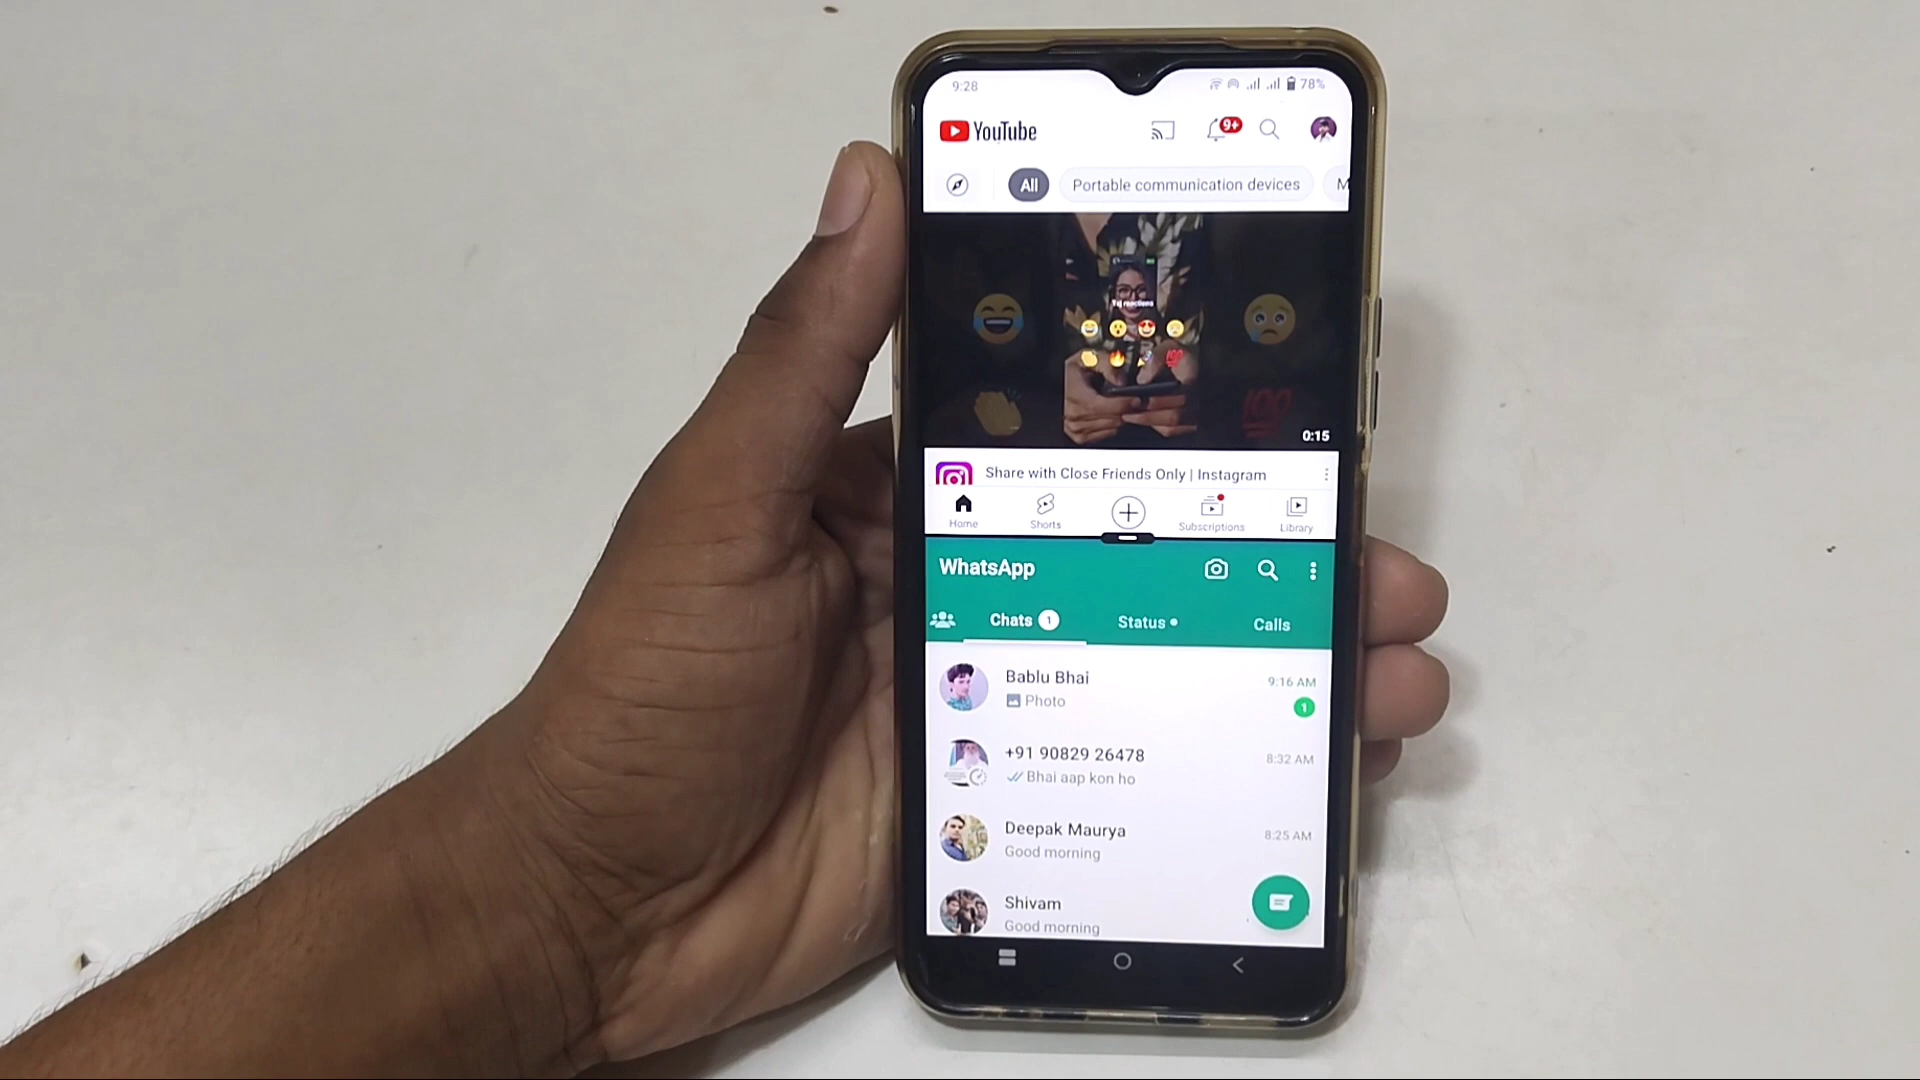 9:28
78%
YouTube
9+
All
Portable communication devices
M
0:15
Share with Close Friends Only | Instagram
Home
Shorts
Subscriptions
Library
WhatsApp
Chats 1
Status
Calls
Bablu Bhai
9:16 AM
Photo
1
+91 90829 26478
8:32 AM
Bhai aap kon ho
Deepak Maurya
8:25 AM
Good morning
Shivam
Good morning